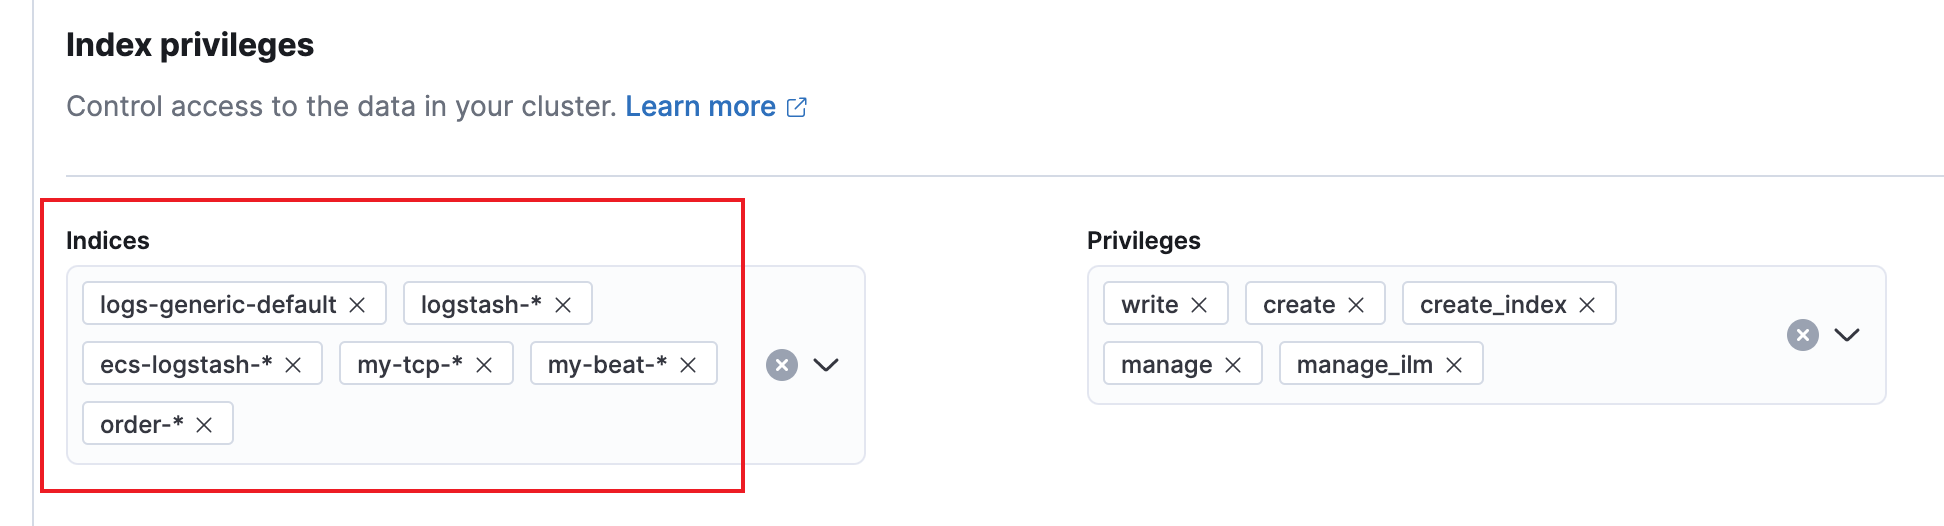 Index privileges
Control access to the data in your cluster. Learn more
Indices
logs-generic-default logstash-*
ecs-logstash-* my-tcp-* my-beat-*
order-*
Privileges
write create create_index
manage manage_ilm